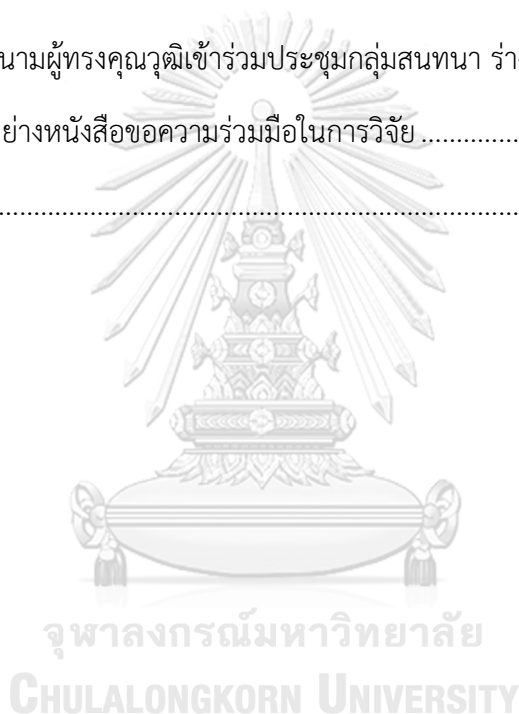 นามผู้ทรงคุณวุฒิเข้าร่วมประชุมกลุ่มสนทนา ร่า
ย่างหนังสือขอความร่วมมือในการวิจัย ...............
................................................................................
จุฬาลงกรณ์มหาวิทยาลัย
CHULALONGKORN UNIVERSITY